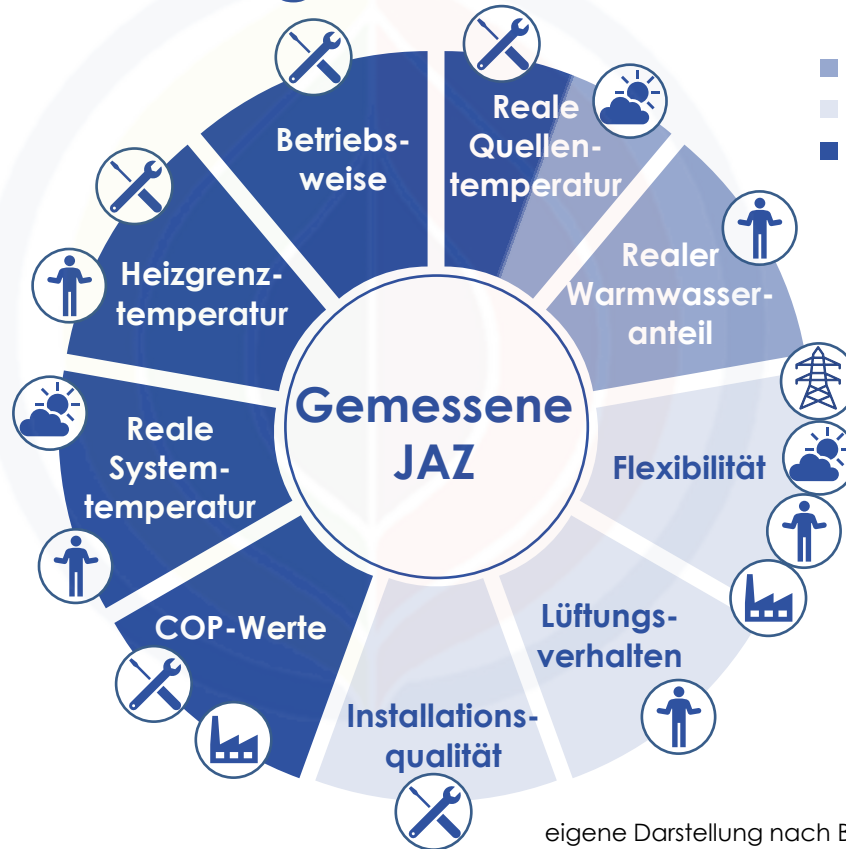 Reale
Quellen-
temperatur
Realer
Warmwasser-
anteil
Flexibilität
Lüftungs-
verhalten
Installations-
qualität
COP-Werte
Reale
System-
temperatur
Heizgrenz-
temperatur
Betriebs-
weise
Gemessene
JAZ
eigene Darstellung nach